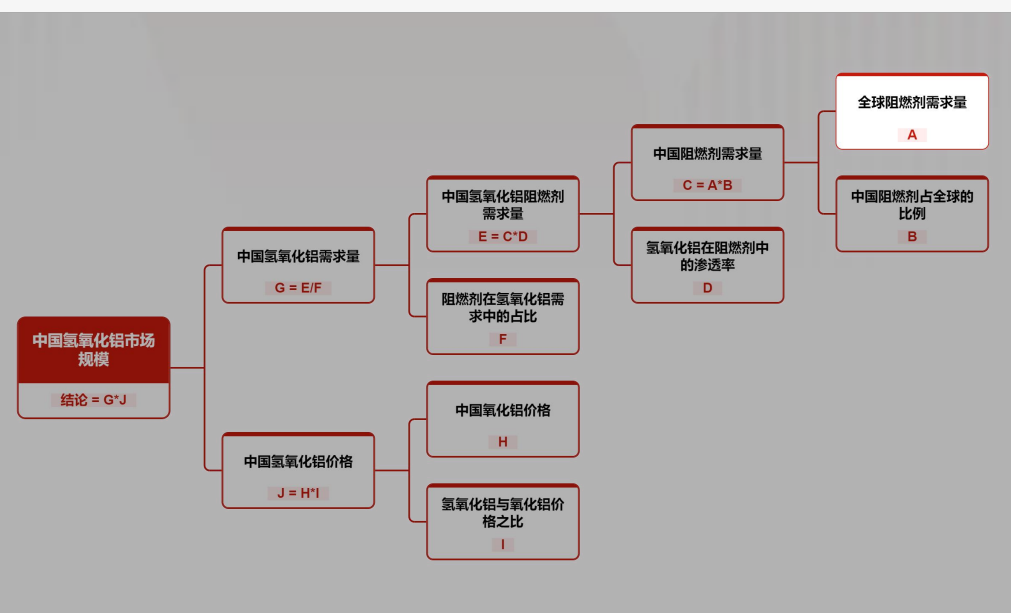 全球阻燃剂需求量
A
中国阻燃剂需求量
C = A*B
中国阻燃剂占全球的
比例
B
中国氢氧化铝阻燃剂
需求量
E = C*D
氢氧化铝在阻燃剂中
的渗透率
D
中国氢氧化铝需求量
G = E/F
阻燃剂在氢氧化铝需
求中的占比
F
中国氢氧化铝市场
规模
结论 = G*J
中国氧化铝价格
H
中国氢氧化铝价格
J = H*I
氢氧化铝与氧化铝价
格之比
I